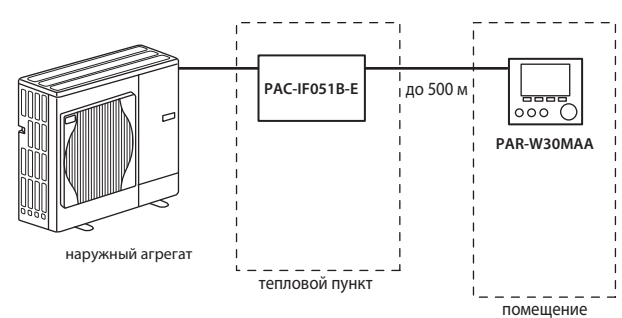 PAC-IF051B-E
до 500 м
PAR-W30MAA
наружный агрегат
тепловой пункт
помещение